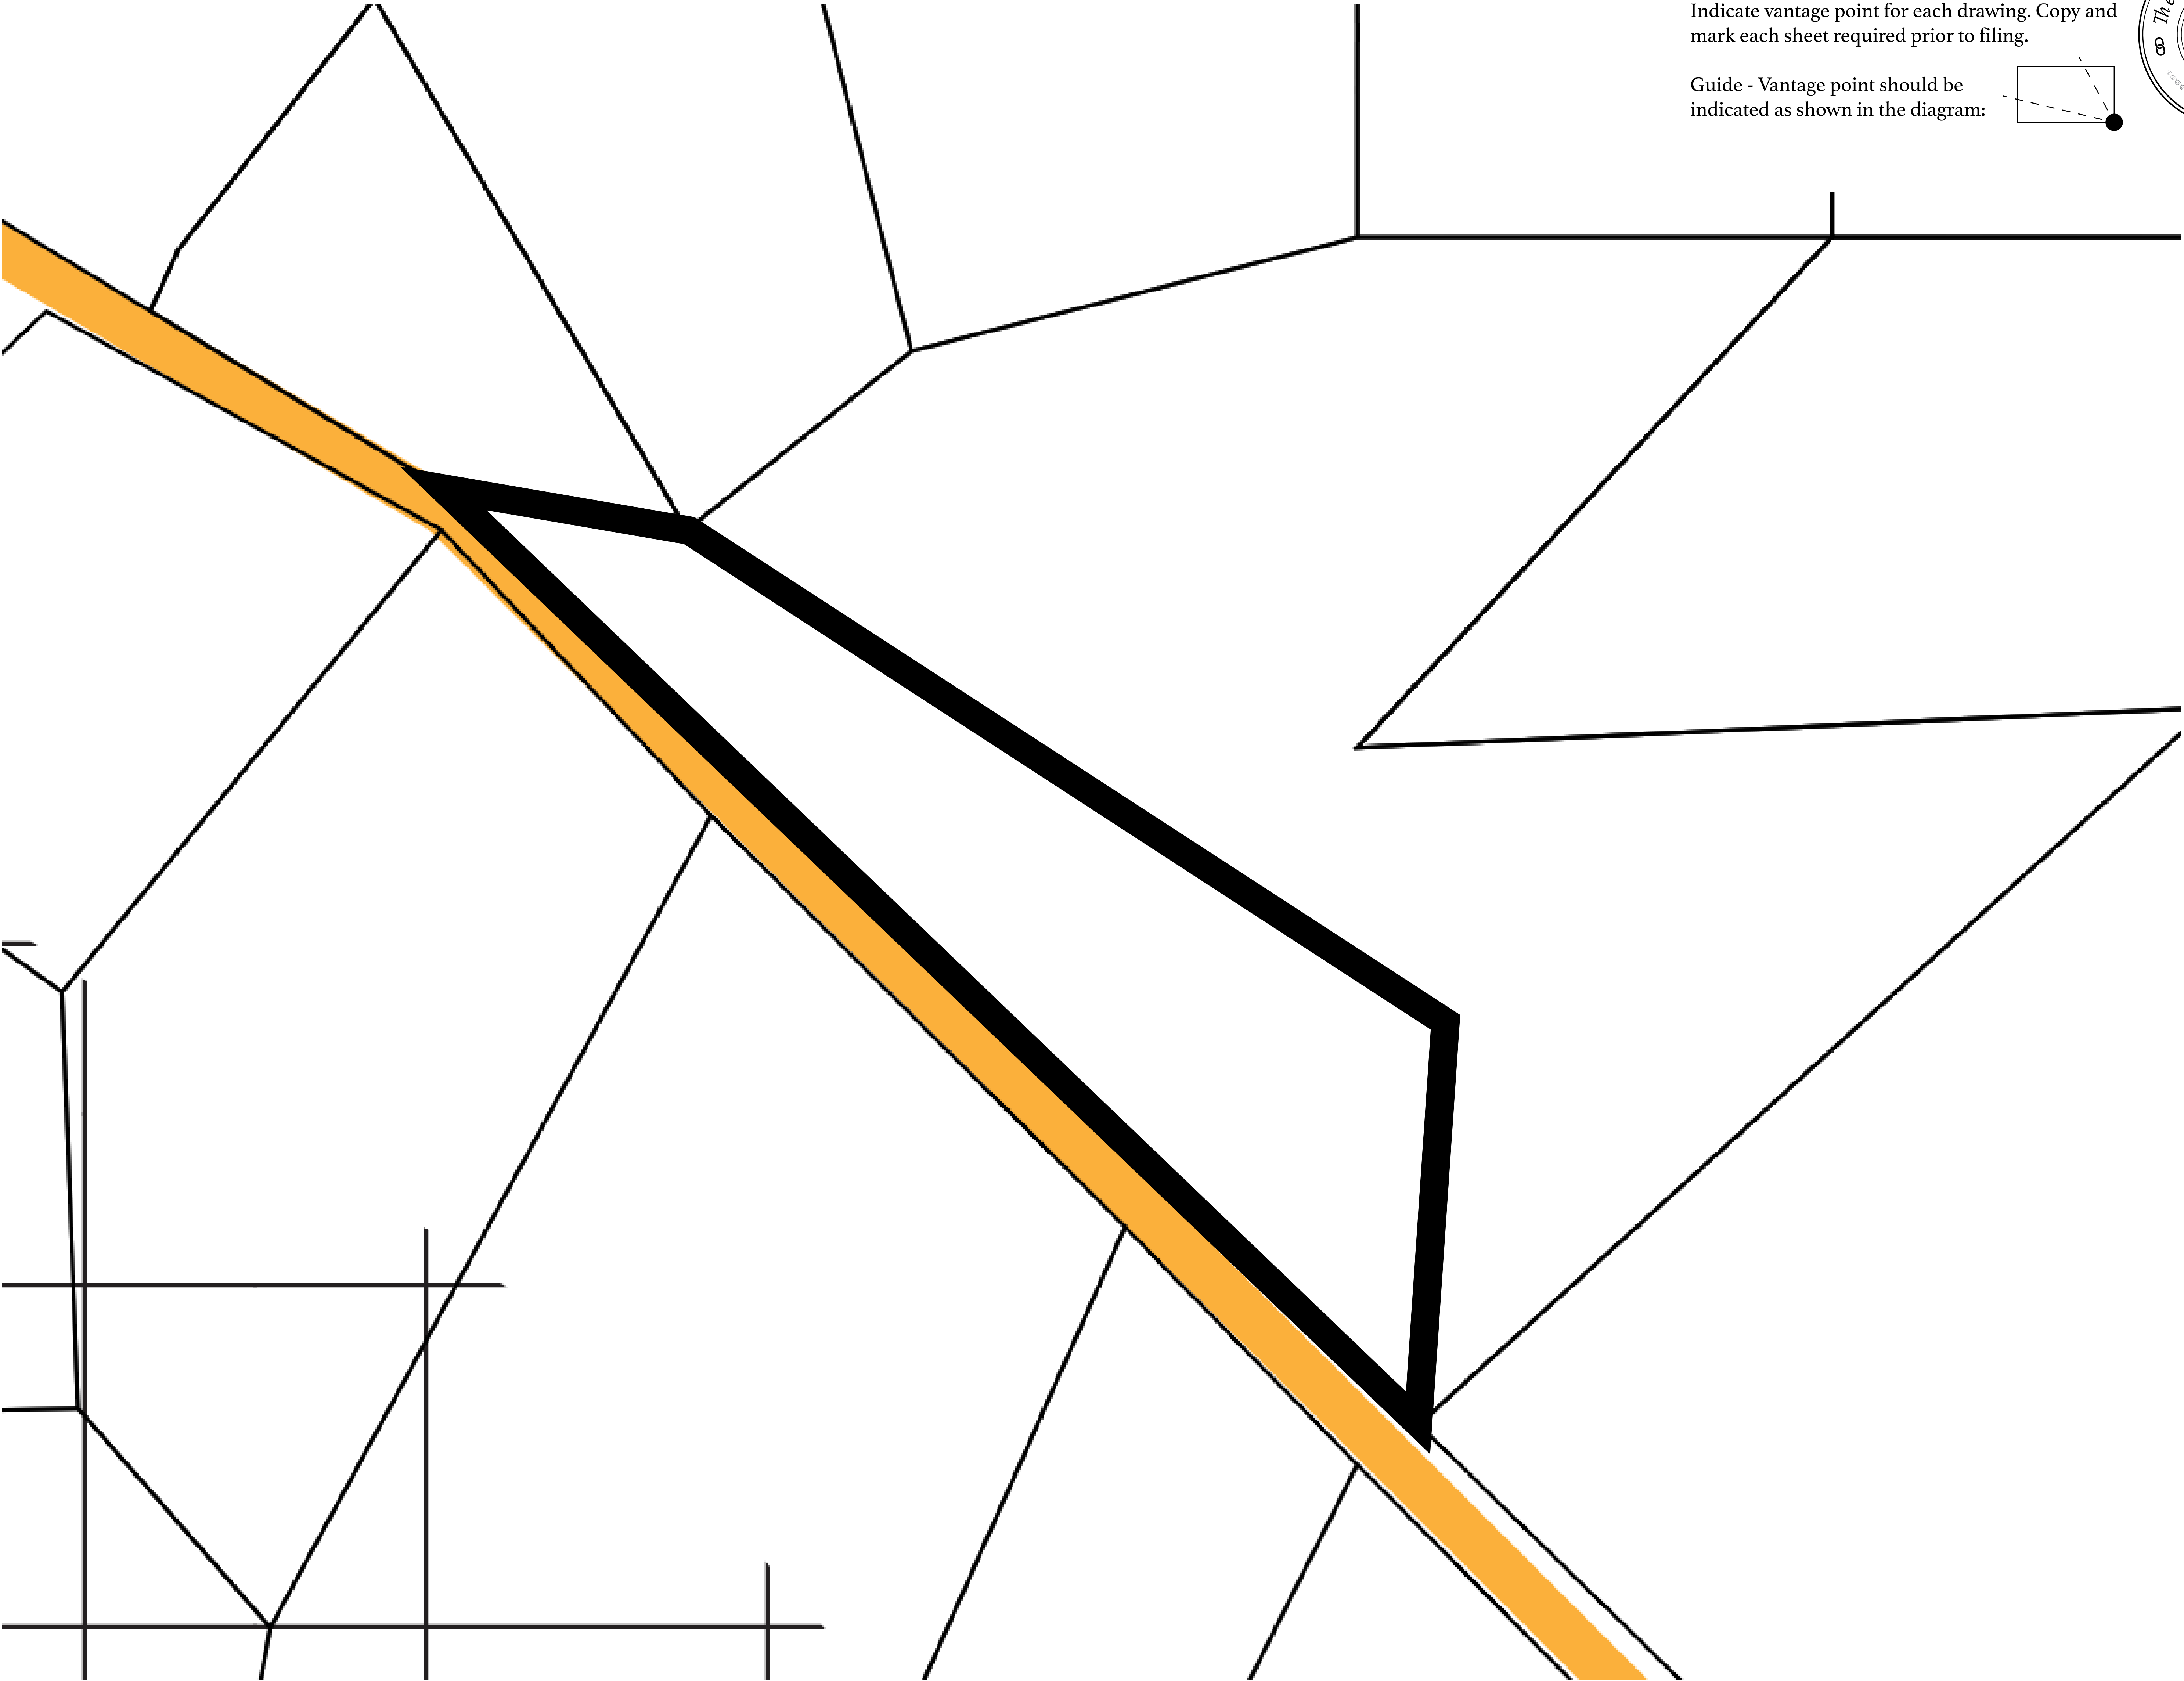 Indicate vantage point for each drawing. Copy and
mark each sheet required prior to filing.
Guide - Vantage point should be
indicated as shown in the diagram:
The